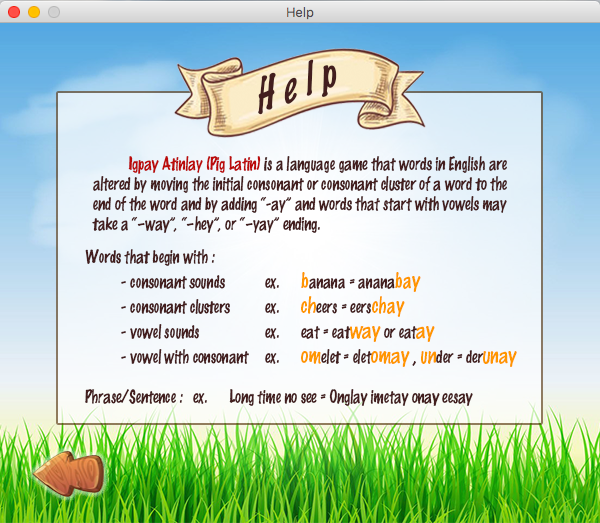 Help
Help
Igpay Atinlay (Pig Latin) is a language game that words in English are
altered by moving the initial consonant or consonant cluster of a word to the
end of the word and by adding "-ay" and words that start with vowels may
take a "-way", "-hey", or "-yay" ending.
Words that begin with :
- consonant sounds ex. banana = ananabay
- consonant clusters ex. cheers = eerschay
- vowel sounds ex. eat = eatway or eatay
- vowel with consonant ex. omelet = eletomay , under = derunay
Phrase/Sentence : ex. Long time no see = Onglay imetay onay eesay